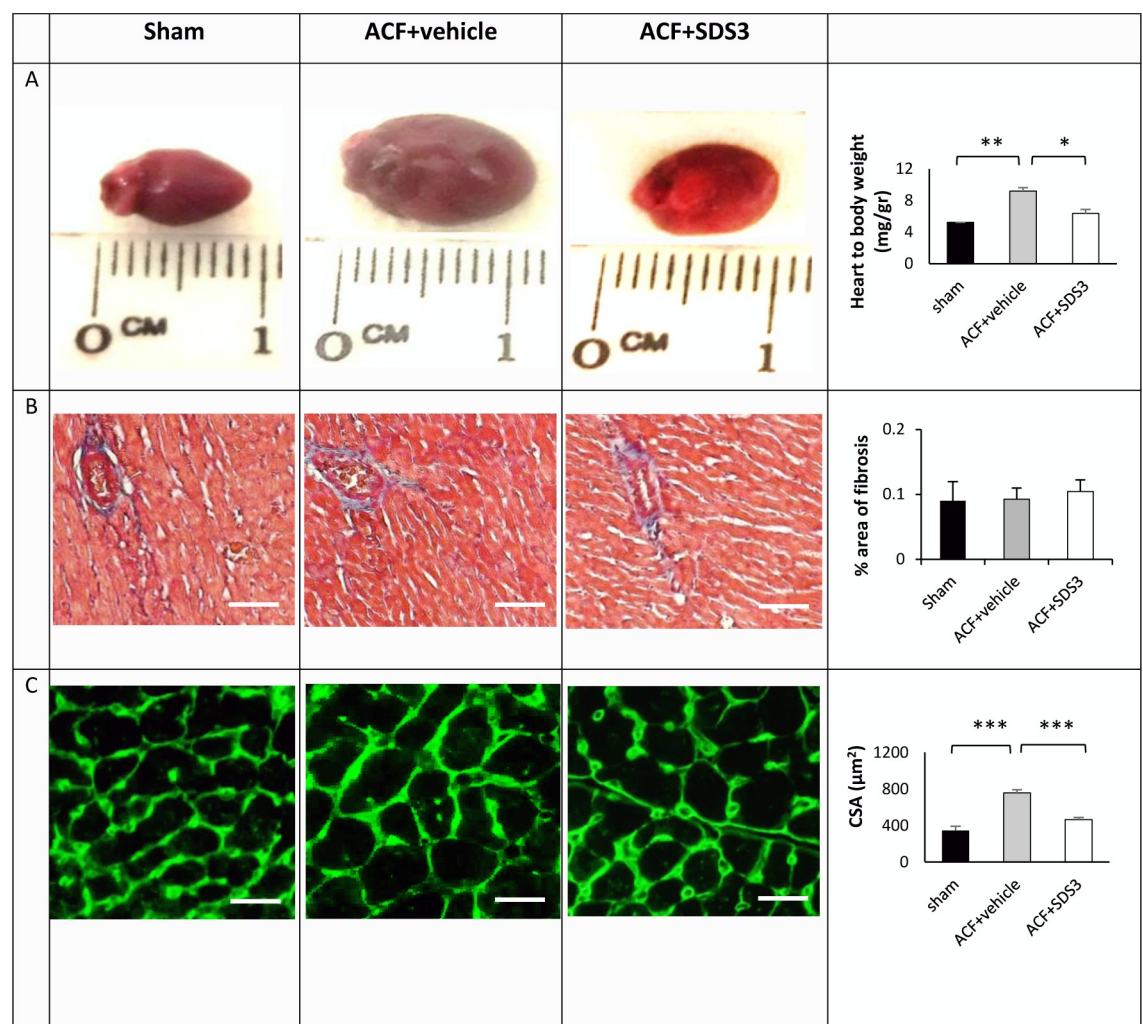 Sham
ACF+vehicle
ACF+SDS3
A
O CM 1
O CM 1
O CM 1
Heart to body weight
(mg/gr)
** *
12
8
4
0
sham
ACF+vehicle
ACF+SDS3
B
% area of fibrosis
0.2
0.1
0
Sham
ACF+vehicle
ACF+SDS3
C
CSA (µm²)
*** ***
1200
800
400
0
sham
ACF+vehicle
ACF+SDS3